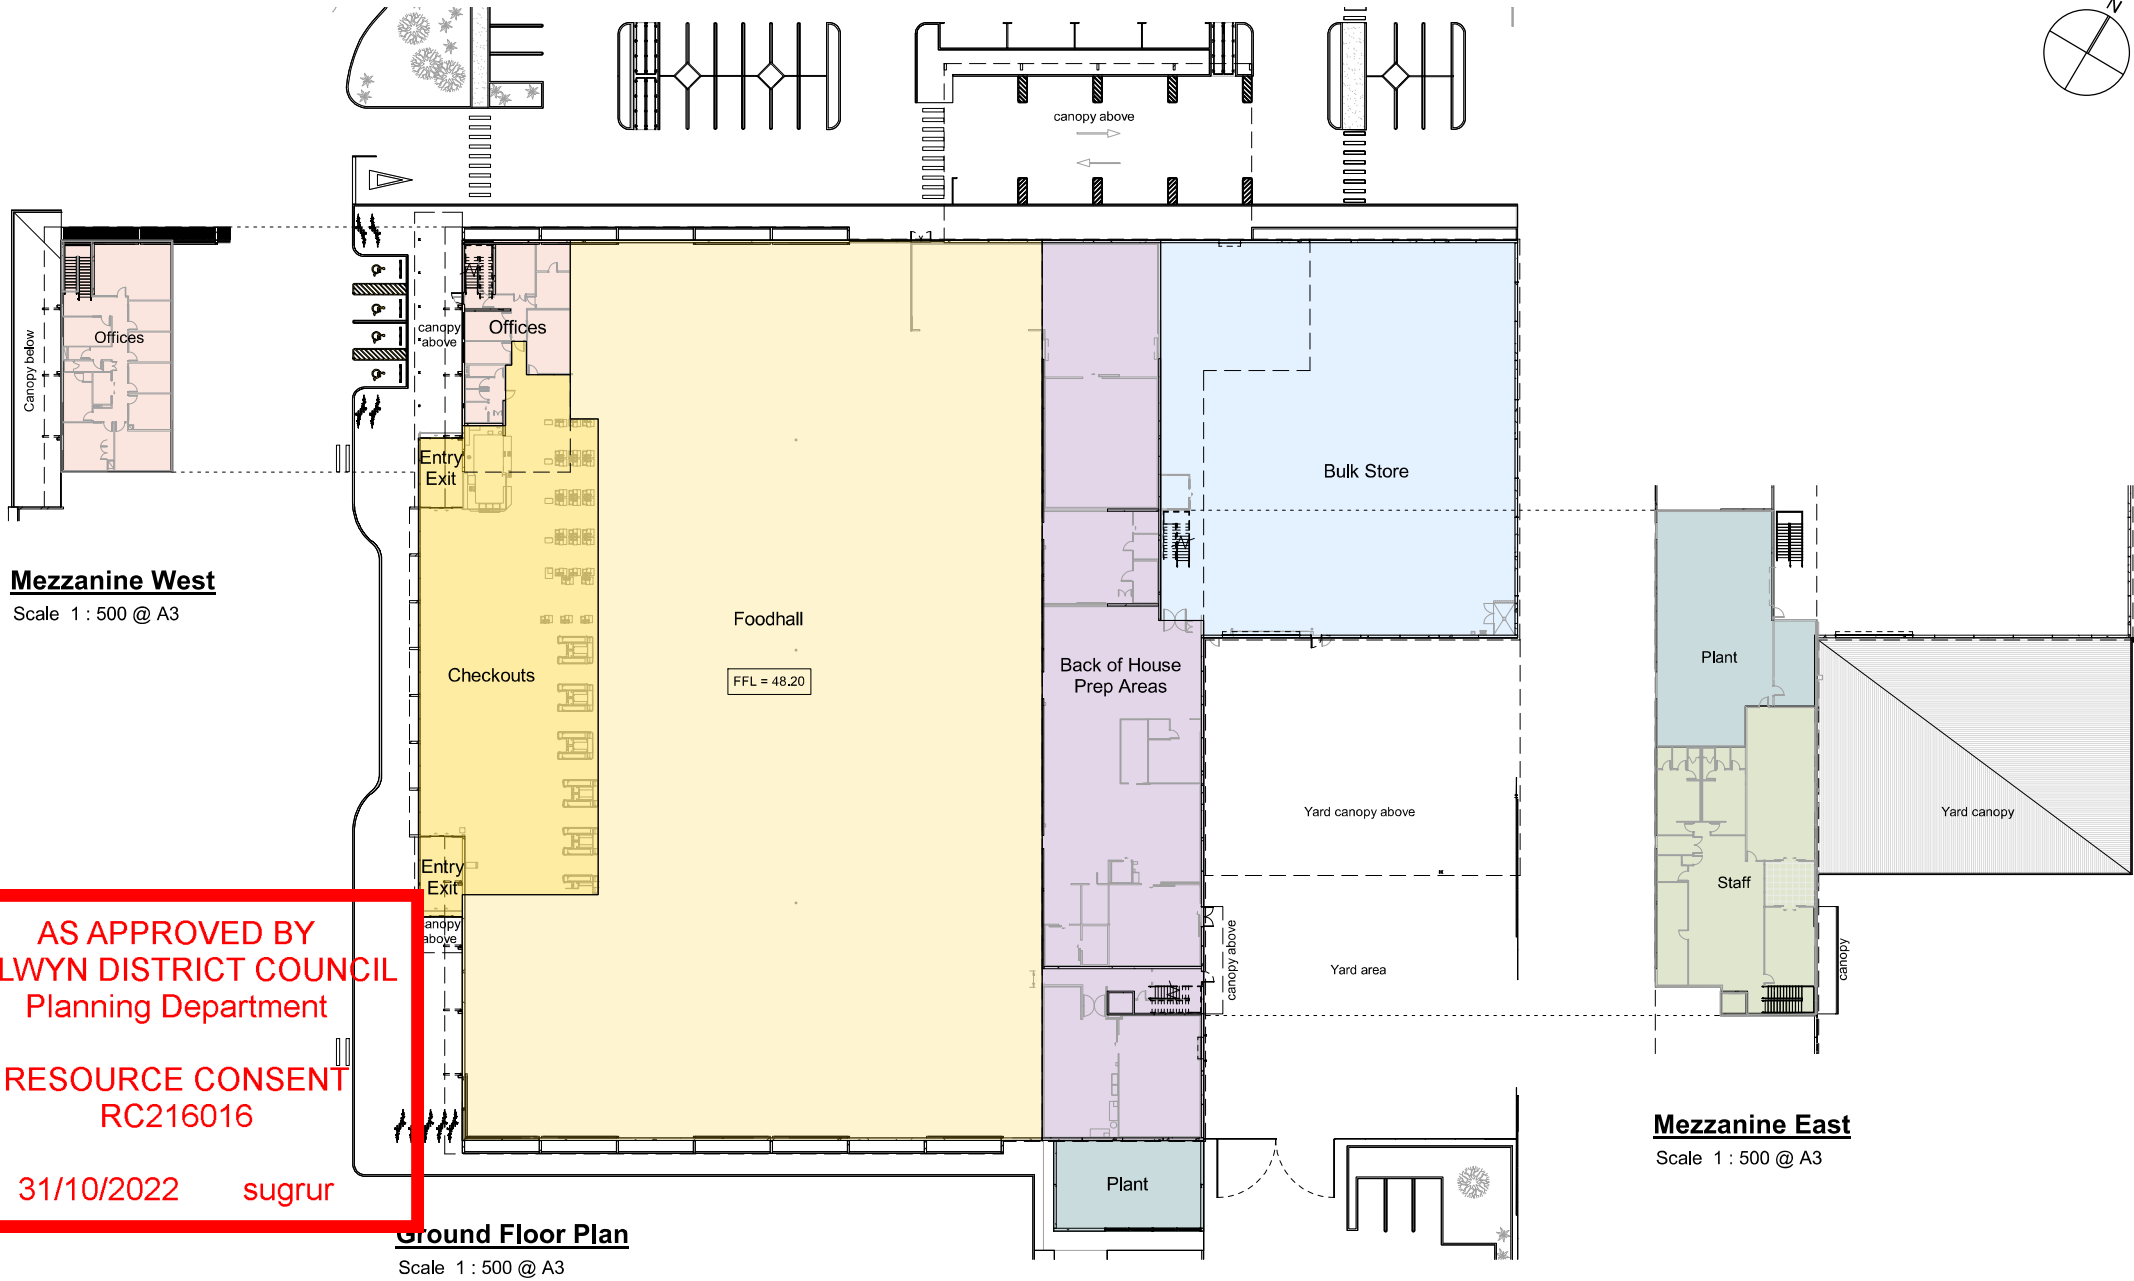 N
canopy above
Canopy below
Offices
canopy
above
Offices
Entry
Exit
Bulk Store
Mezzanine West
Scale 1 : 500 @ A3
Foodhall
FFL = 48.20
Checkouts
Back of House
Prep Areas
Plant
Yard canopy above
Yard canopy
Entry
Exit
Staff
canopy
above
canopy above
Yard area
canopy
AS APPROVED BY
LWYN DISTRICT COUNCIL
Planning Department
RESOURCE CONSENT
RC216016
31/10/2022 sugrur
Mezzanine East
Scale 1 : 500 @ A3
Plant
Ground Floor Plan
Scale 1 : 500 @ A3